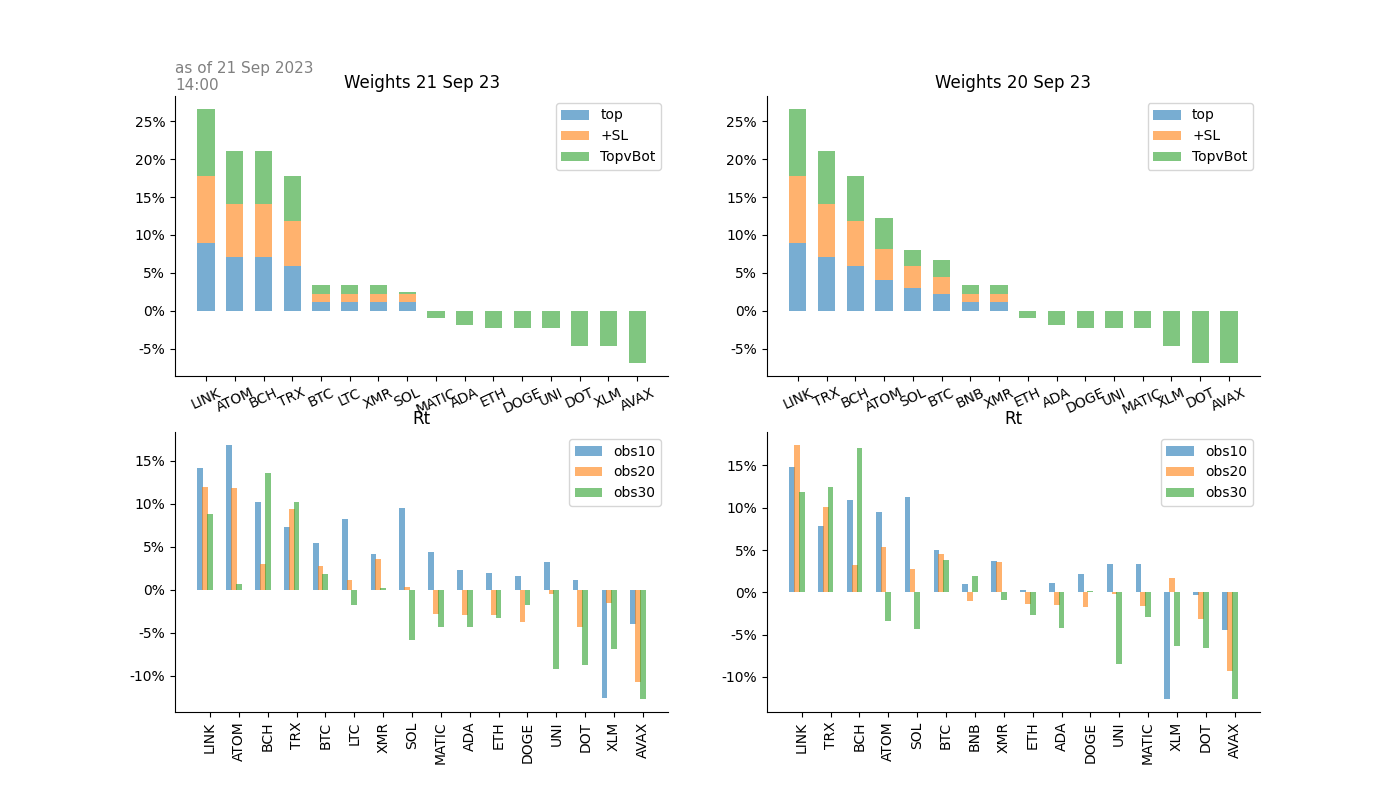 as of 21 Sep 2023
14:00
Weights 21 Sep 23
25%
20%
15%
10%
5%
0%
-5%
top
+SL
TopvBot
LINK ATOM BCH TRX BTC LTC XMR SOL MATIC ADA ETH DOGE UNI DOT XLM AVAX
Weights 20 Sep 23
25%
20%
15%
10%
5%
0%
-5%
top
+SL
TopvBot
LINK TRX BCH ATOM SOL BTC BNB XMR ETH ADA DOGE UNI MATIC XLM DOT AVAX
Rt
15%
10%
5%
0%
-5%
-10%
obs10
obs20
obs30
LINK ATOM BCH TRX BTC LTC XMR SOL MATIC ADA ETH DOGE UNI DOT XLM AVAX
Rt
15%
10%
5%
0%
-5%
-10%
obs10
obs20
obs30
LINK TRX BCH ATOM SOL BTC BNB XMR ETH ADA DOGE UNI MATIC XLM DOT AVAX